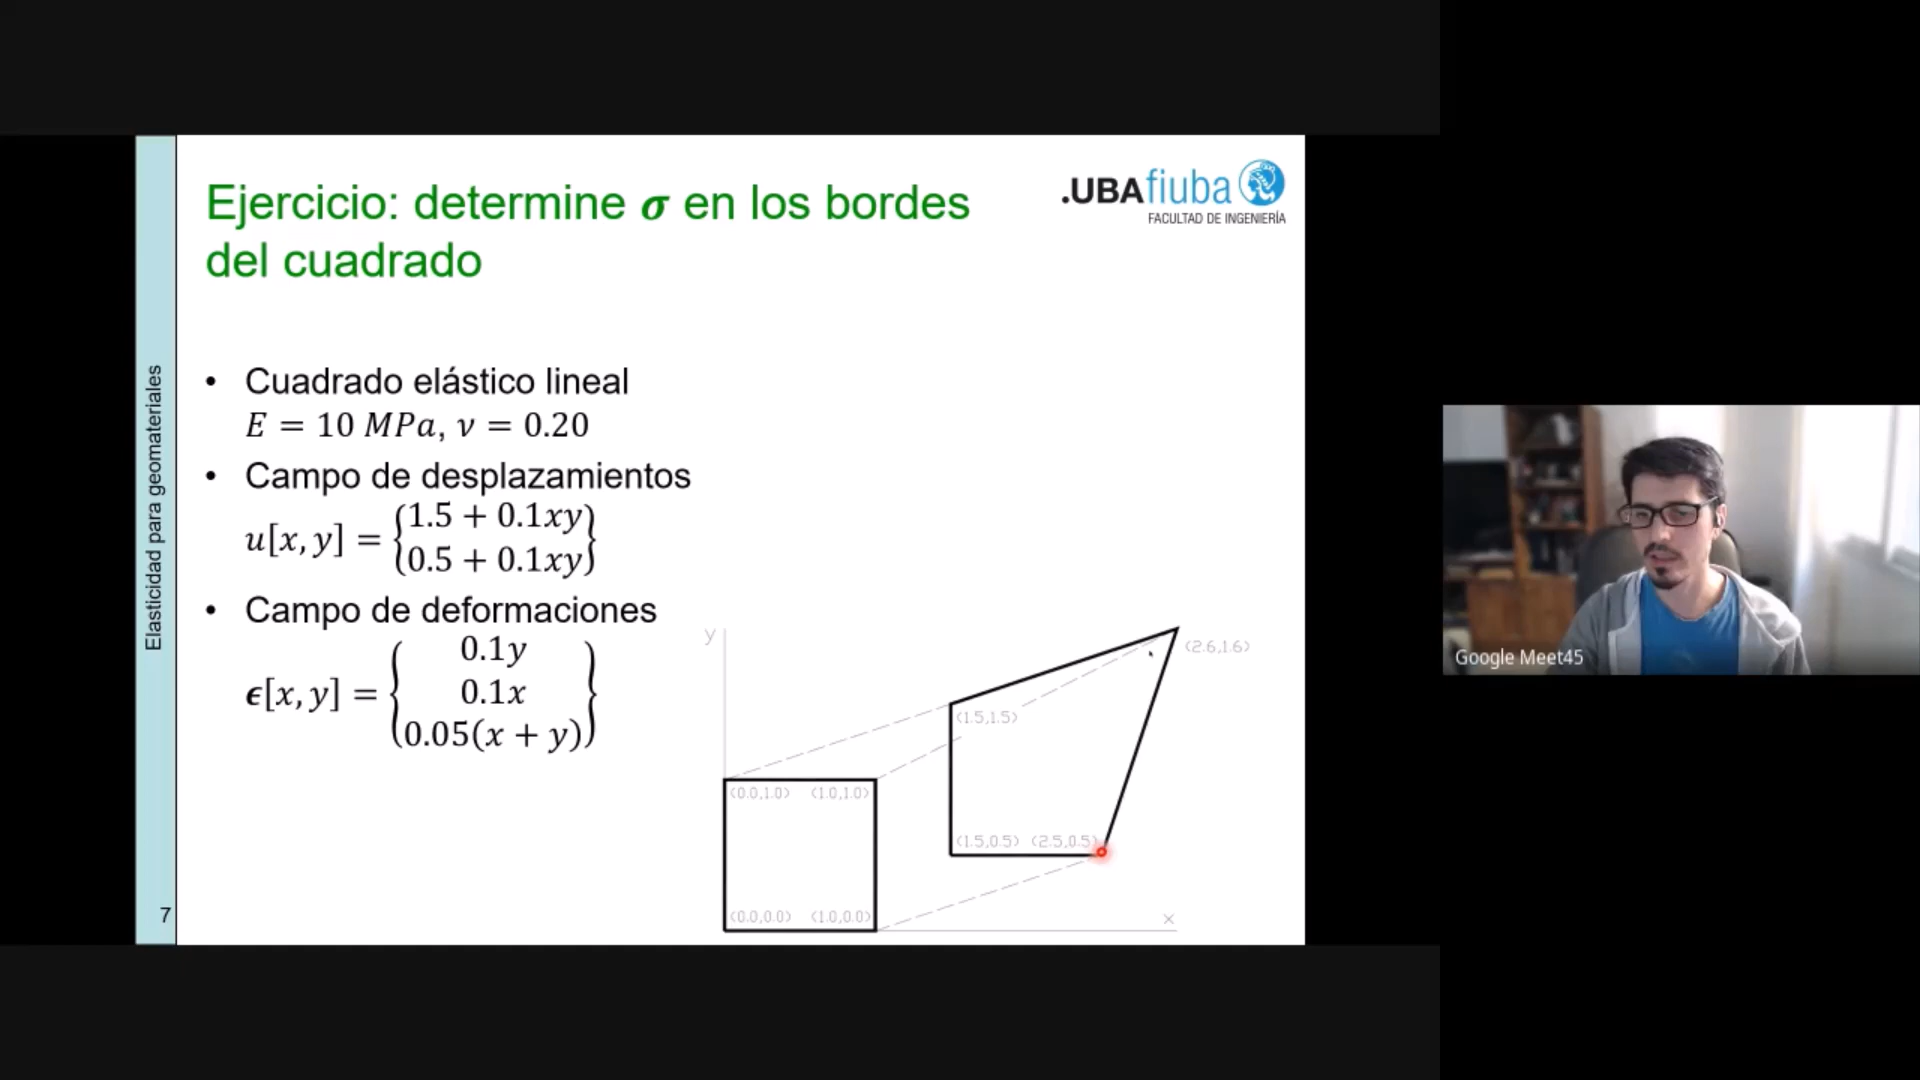 Ejercicio: determine σ en los bordes
del cuadrado
.UBAfiuba
FACULTAD DE INGENIERÍA
• Cuadrado elástico lineal
E = 10 MPa, ν = 0.20
• Campo de desplazamientos
u[x, y] = {1.5 + 0.1xy
0.5 + 0.1xy}
• Campo de deformaciones
ϵ[x, y] = {0.1y
0.1x
0.05(x + y)}
Elasticidad para geomateriales
7
y
(2.6,1.6)
(1.5,1.5)
(0.0,1.0) (1.0,1.0)
(1.5,0.5) (2.5,0.5)
(0.0,0.0) (1.0,0.0)
x
Google Meet45